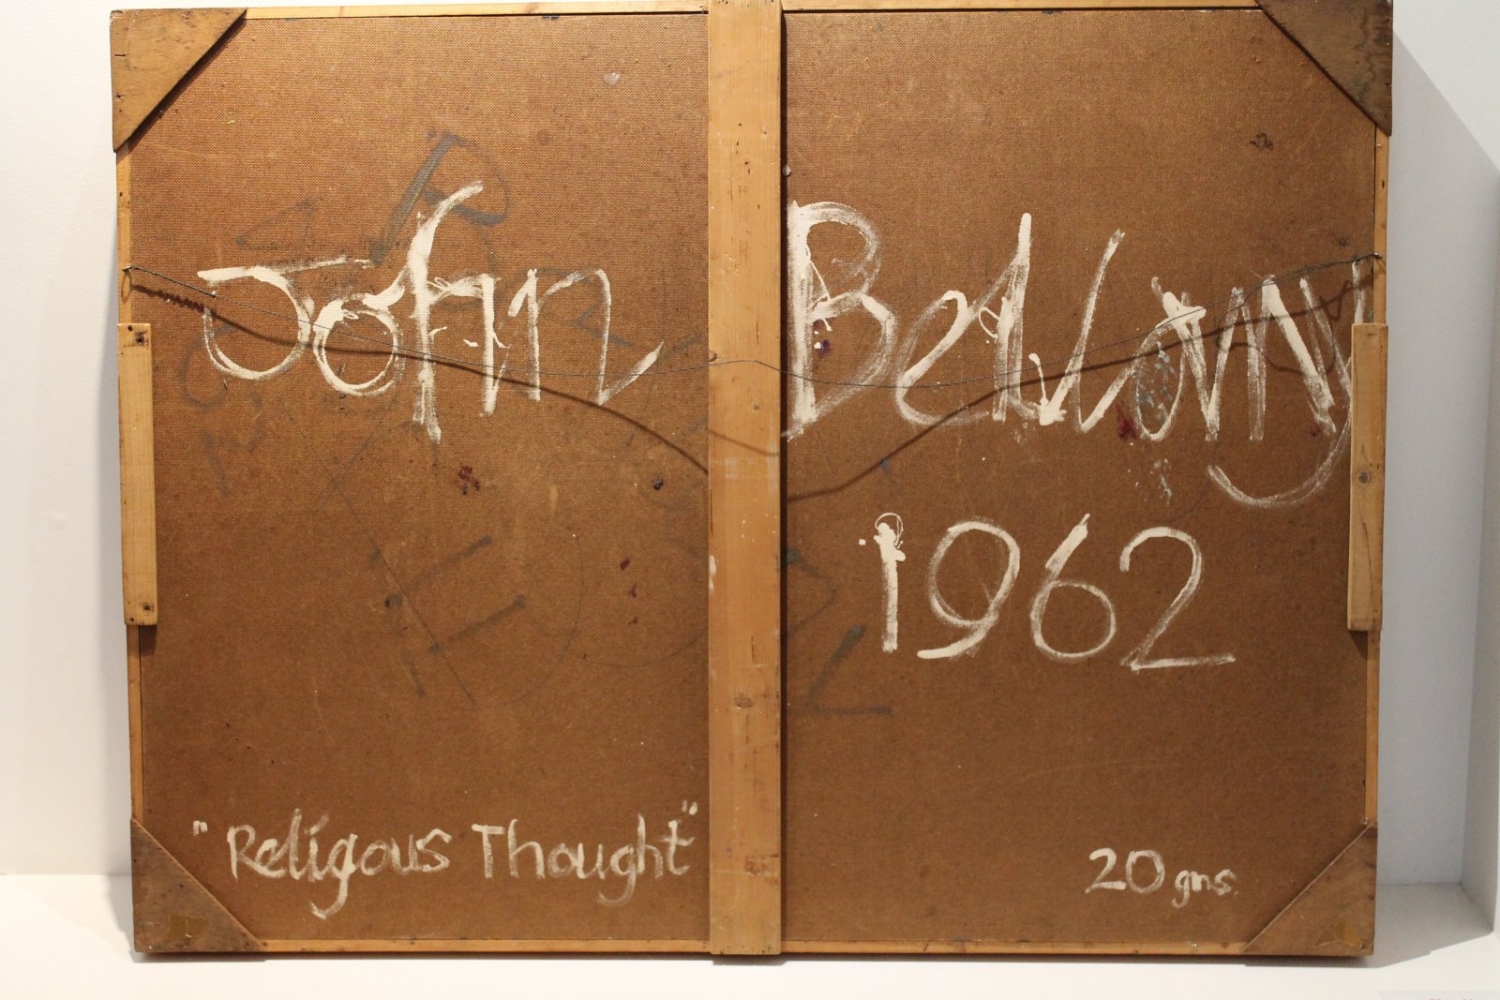 John Bellany
1962
"Religous Thought"
20 gns.